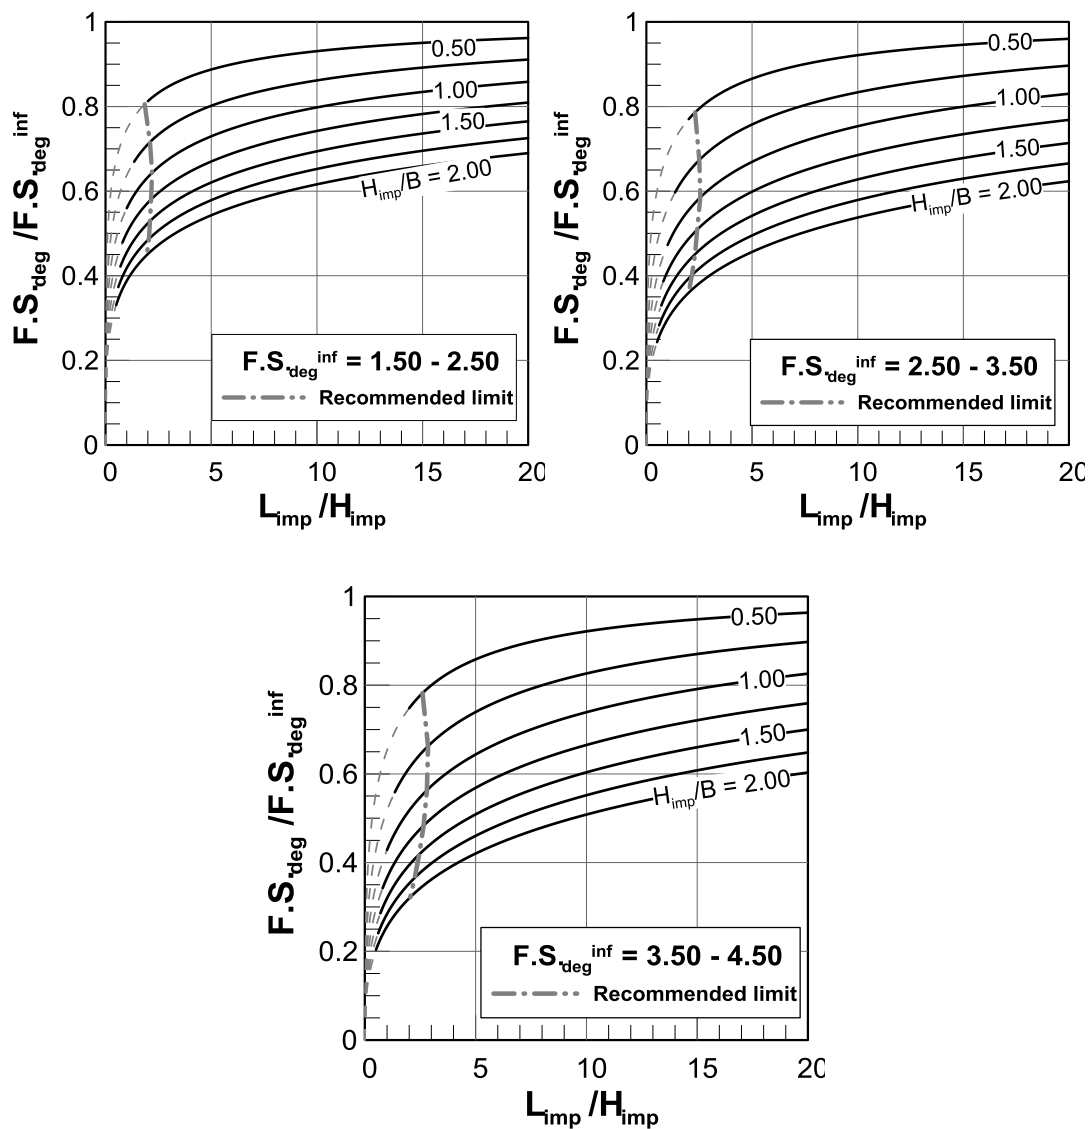 1
0.8
0.6
0.4
0.2
0
F.S.deg /F.S.deg inf
0.50
1.00
1.50
Himp/B = 2.00
F.S.deg inf = 1.50 - 2.50
Recommended limit
0 5 10 15 20
Limp /Himp
1
0.8
0.6
0.4
0.2
0
F.S.deg /F.S.deg inf
0.50
1.00
1.50
Himp/B = 2.00
F.S.deg inf = 2.50 - 3.50
Recommended limit
0 5 10 15 20
Limp /Himp
1
0.8
0.6
0.4
0.2
0
F.S.deg /F.S.deg inf
0.50
1.00
1.50
Himp/B = 2.00
F.S.deg inf = 3.50 - 4.50
Recommended limit
0 5 10 15 20
Limp /Himp